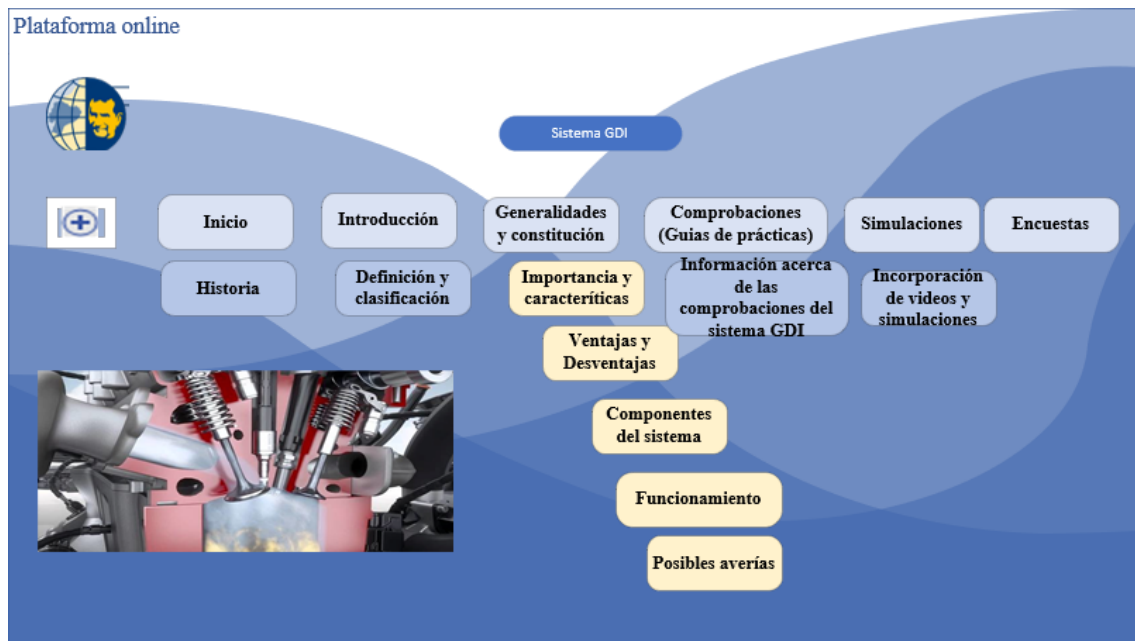 Plataforma online
Sistema GDI
Inicio
Introducción
Generalidades
y constitución
Comprobaciones
(Guias de prácticas)
Simulaciones
Encuestas
Historia
Definición y
clasificación
Importancia y
caracteríticas
Información acerca
de las
comprobaciones del
sistema GDI
Incorporación
de videos y
simulaciones
Ventajas y
Desventajas
Componentes
del sistema
Funcionamiento
Posibles averías